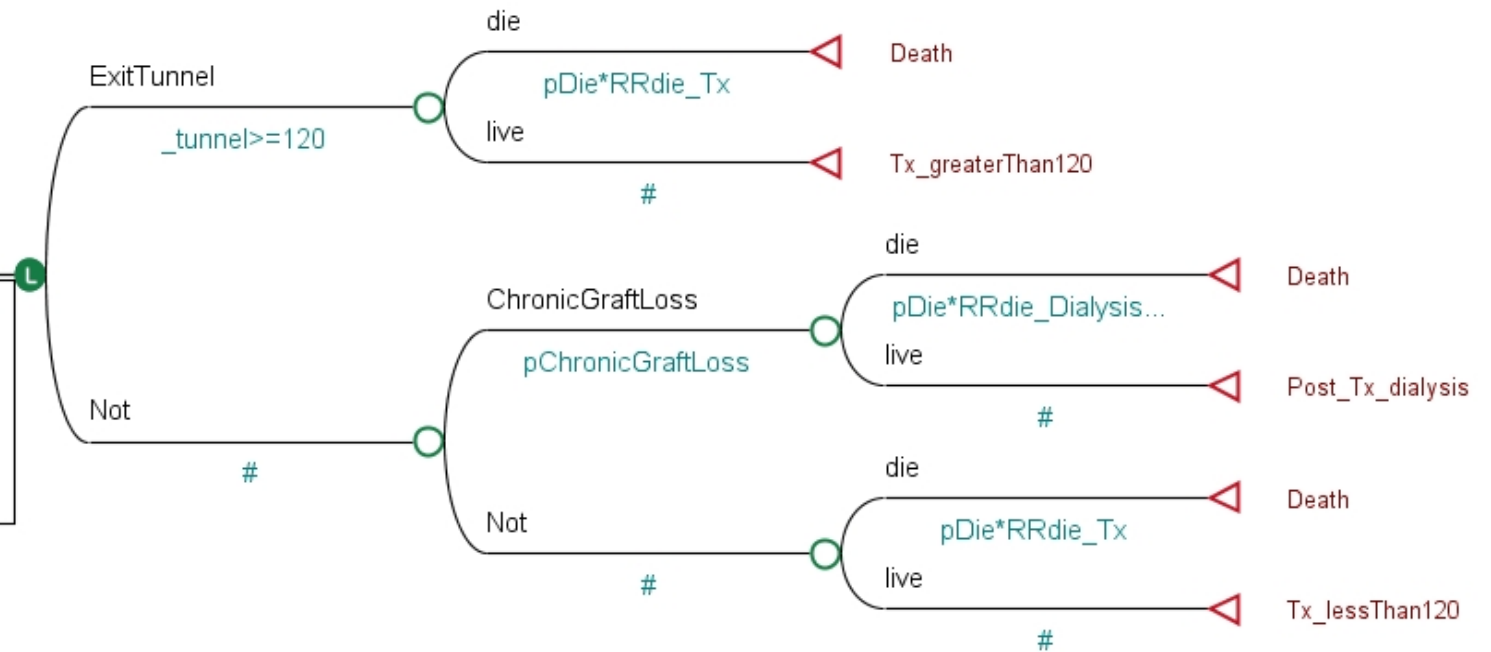 die
Death
ExitTunnel
pDie*RRdie_Tx
_tunnel>=120
live
Tx_greaterThan120
#
L
die
Death
ChronicGraftLoss
pDie*RRdie_Dialysis...
pChronicGraftLoss
live
Post_Tx_dialysis
Not
#
#
die
Death
Not
pDie*RRdie_Tx
#
live
Tx_lessThan120
#